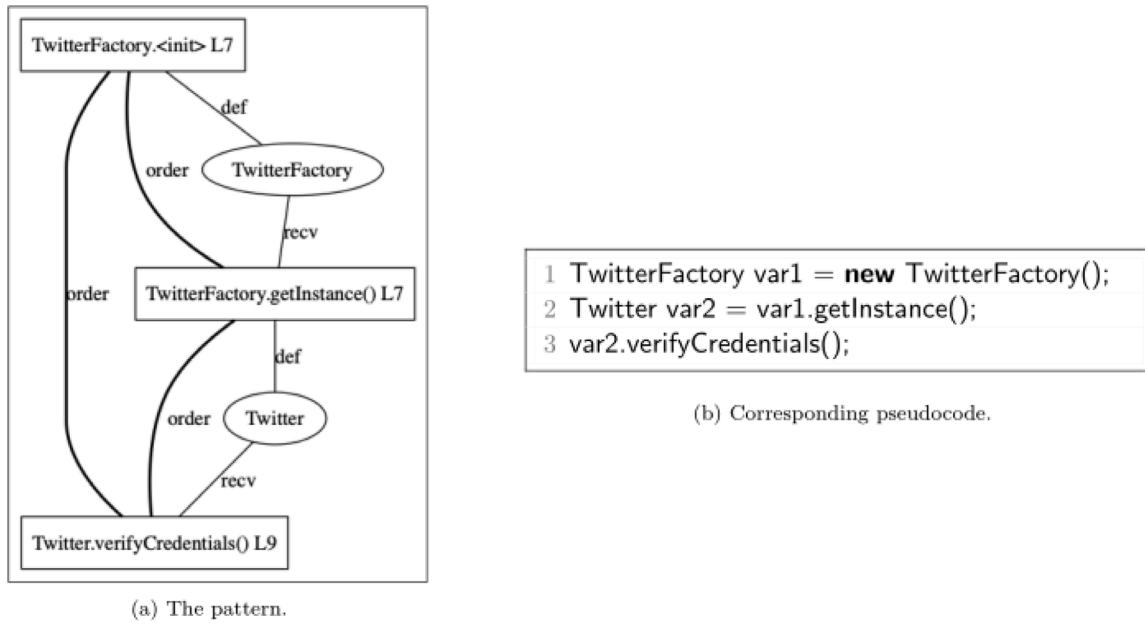 TwitterFactory.<init> L7
def
TwitterFactory
order
recv
order
TwitterFactory.getInstance() L7
def
order
Twitter
recv
Twitter.verifyCredentials() L9
(a) The pattern.
1 TwitterFactory var1 = new TwitterFactory();
2 Twitter var2 = var1.getInstance();
3 var2.verifyCredentials();
(b) Corresponding pseudocode.